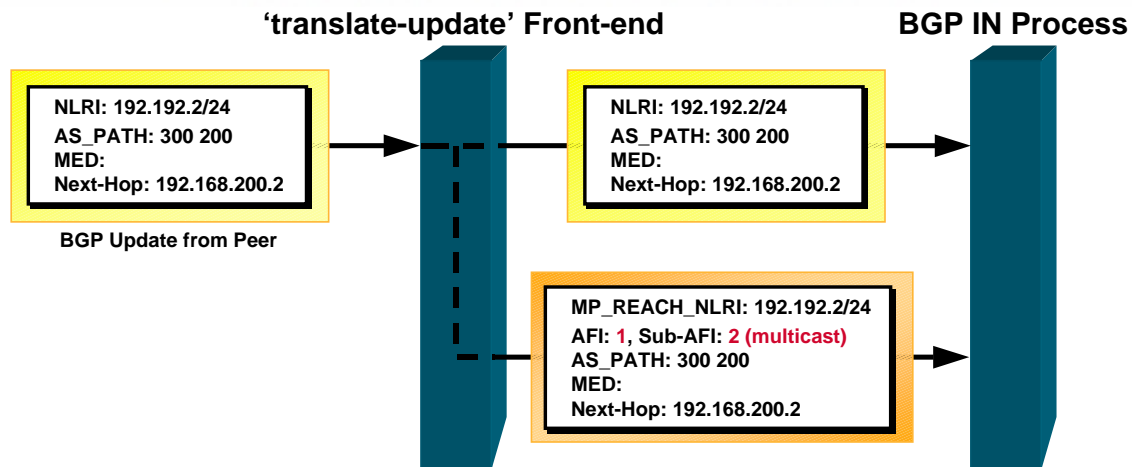 ‘translate-update’ Front-end
BGP IN Process
NLRI: 192.192.2/24
AS_PATH: 300 200
MED:
Next-Hop: 192.168.200.2
BGP Update from Peer
NLRI: 192.192.2/24
AS_PATH: 300 200
MED:
Next-Hop: 192.168.200.2
MP_REACH_NLRI: 192.192.2/24
AFI: 1, Sub-AFI: 2 (multicast)
AS_PATH: 300 200
MED:
Next-Hop: 192.168.200.2